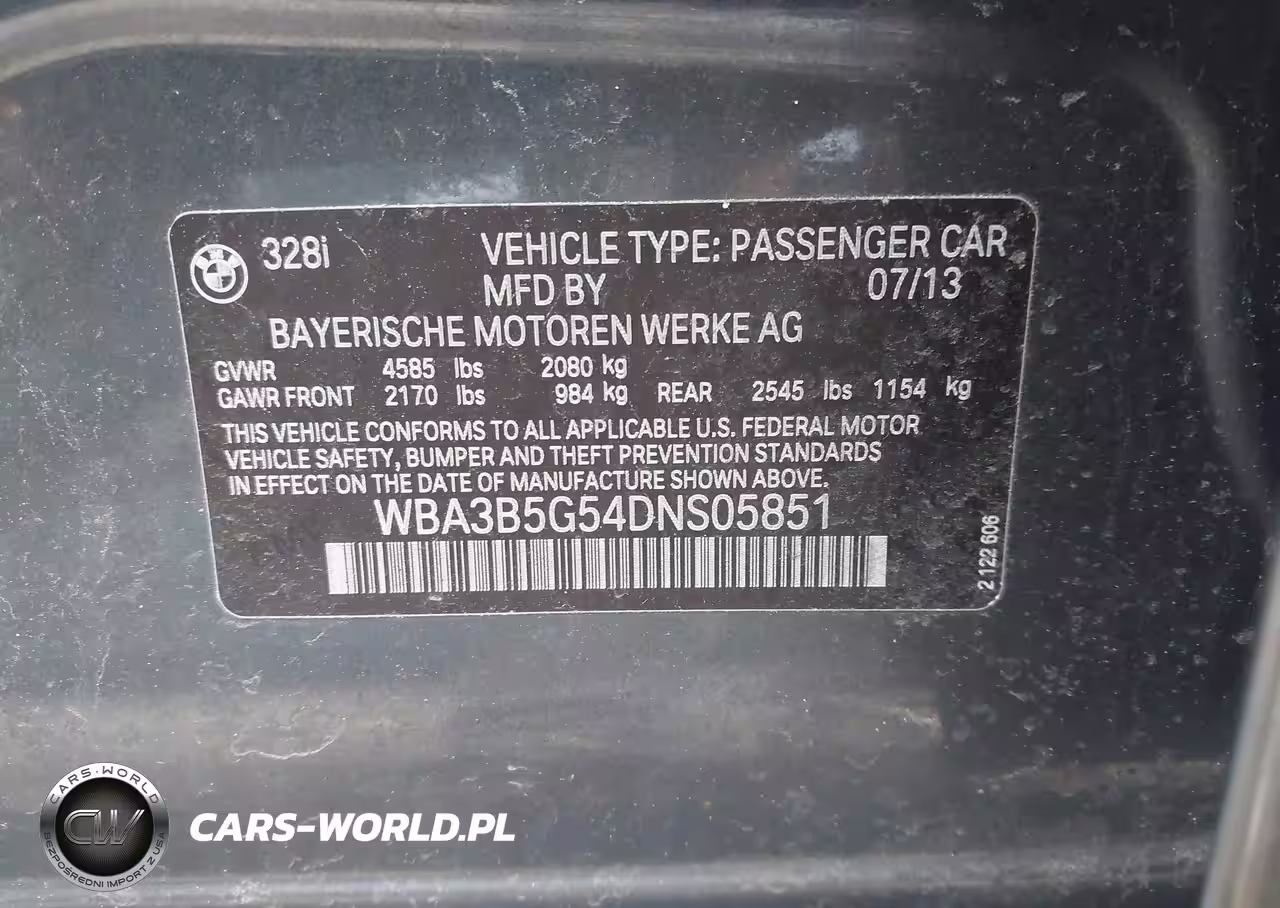 328i VEHICLE TYPE: PASSENGER CAR
MFD BY 07/13
BAYERISCHE MOTOREN WERKE AG
GVWR 4585 lbs 2080 kg
GAWR FRONT 2170 lbs 984 kg REAR 2545 lbs 1154 kg
THIS VEHICLE CONFORMS TO ALL APPLICABLE U.S. FEDERAL MOTOR
VEHICLE SAFETY, BUMPER AND THEFT PREVENTION STANDARDS
IN EFFECT ON THE DATE OF MANUFACTURE SHOWN ABOVE.
WBA3B5G54DNS05851
2 122 606
CARS-WORLD
CW
BEZPOŚREDNI IMPORT Z USA
CARS-WORLD.PL